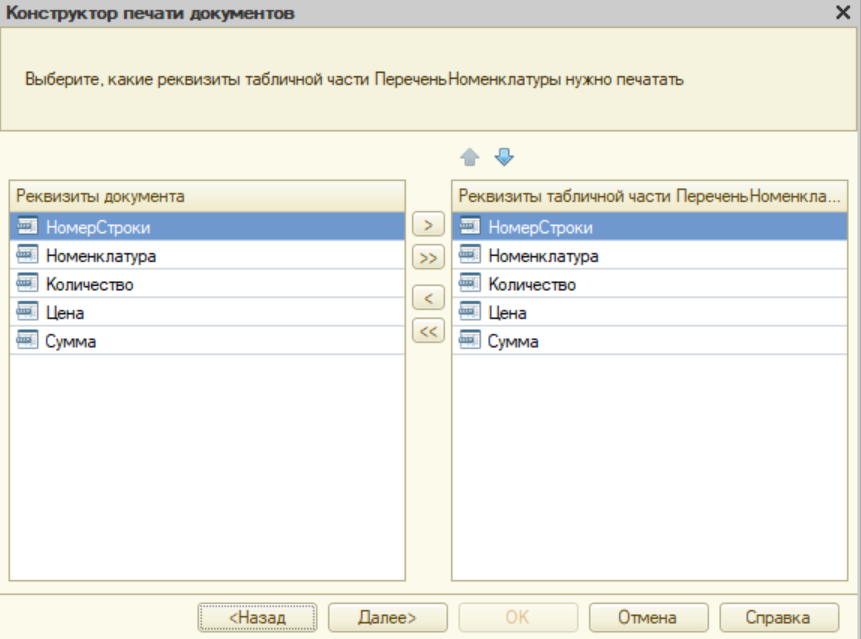 Конструктор печати документов
Выберите, какие реквизиты табличной части ПереченьНоменклатуры нужно печатать
Реквизиты документа
НомерСтроки
Номенклатура
Количество
Цена
Сумма
>
>>
<
<<
Реквизиты табличной части ПереченьНоменкла...
НомерСтроки
Номенклатура
Количество
Цена
Сумма
<Назад Далее> OK Отмена Справка